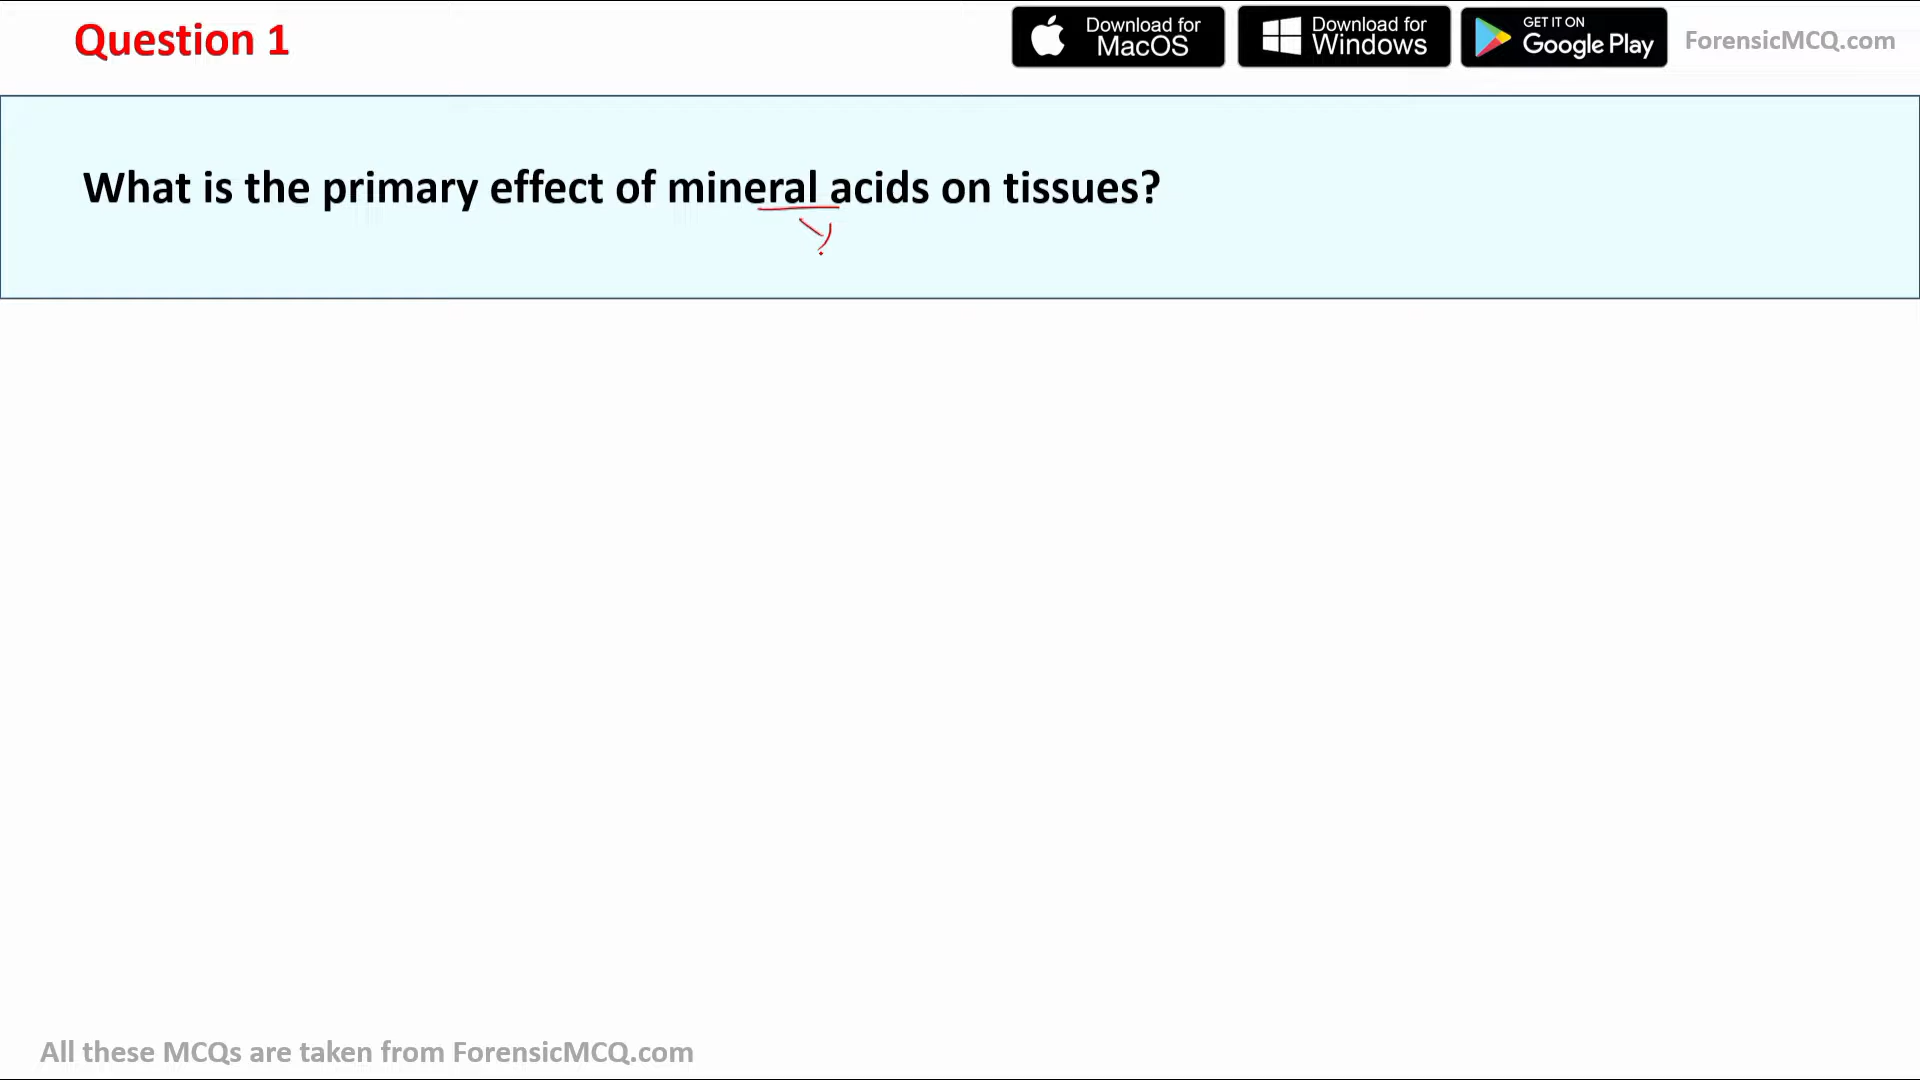 Question 1
Download for
MacOS
Download for
Windows
GET IT ON
Google Play
ForensicMCQ.com
What is the primary effect of mineral acids on tissues?
All these MCQs are taken from ForensicMCQ.com